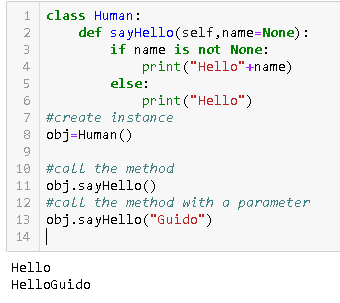 1 class Human:
2     def sayHello(self,name=None):
3         if name is not None:
4             print("Hello"+name)
5         else:
6             print("Hello")
7 #create instance
8 obj=Human()
9
10 #call the method
11 obj.sayHello()
12 #call the method with a parameter
13 obj.sayHello("Guido")
14
Hello
HelloGuido